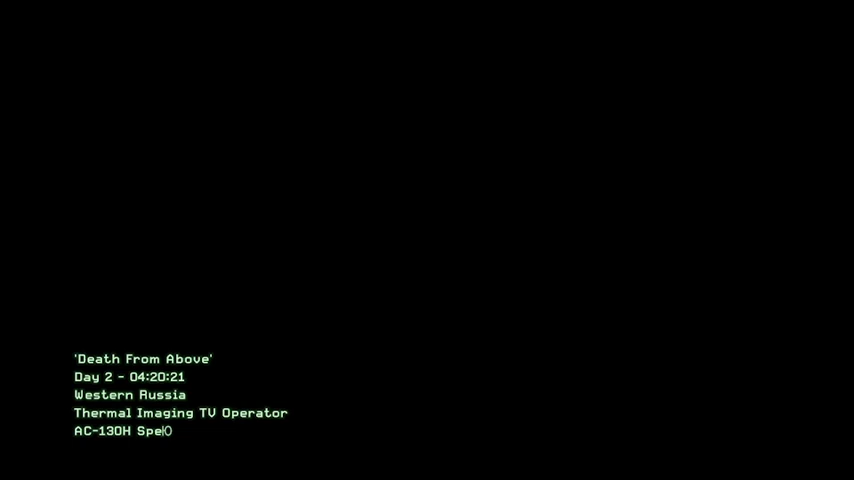 'Death From Above'
Day 2 - 04:20:21
Western Russia
Thermal Imaging TV Operator
AC-130H Spe